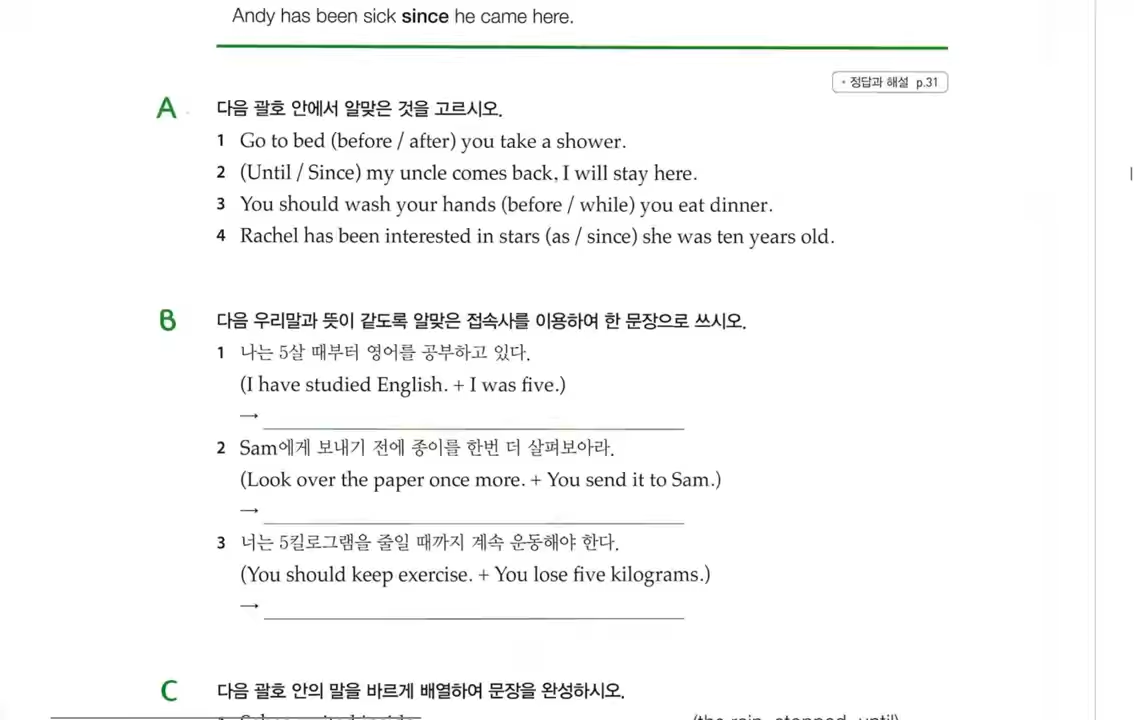 Andy has been sick since he came here.
• 정답과 해설 p.31
A 다음 괄호 안에서 알맞은 것을 고르시오.
1 Go to bed (before / after) you take a shower.
2 (Until / Since) my uncle comes back, I will stay here.
3 You should wash your hands (before / while) you eat dinner.
4 Rachel has been interested in stars (as / since) she was ten years old.
B 다음 우리말과 뜻이 같도록 알맞은 접속사를 이용하여 한 문장으로 쓰시오.
1 나는 5살 때부터 영어를 공부하고 있다.
(I have studied English. + I was five.)
→
2 Sam에게 보내기 전에 종이를 한번 더 살펴보아라.
(Look over the paper once more. + You send it to Sam.)
→
3 너는 5킬로그램을 줄일 때까지 계속 운동해야 한다.
(You should keep exercise. + You lose five kilograms.)
→
C 다음 괄호 안의 말을 바르게 배열하여 문장을 완성하시오.
(the rain, stopped, until)